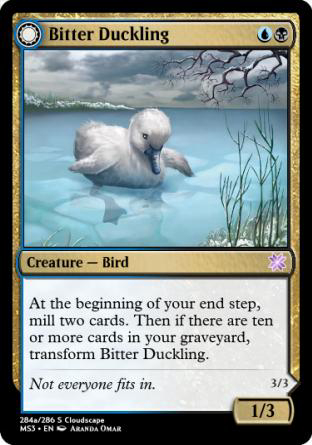 Bitter Duckling
Creature — Bird
At the beginning of your end step,
mill two cards. Then if there are ten
or more cards in your graveyard,
transform Bitter Duckling.
Not everyone fits in.
3/3
1/3
284a/286 S Cloudscape
MS3 • EN Aranda Omar